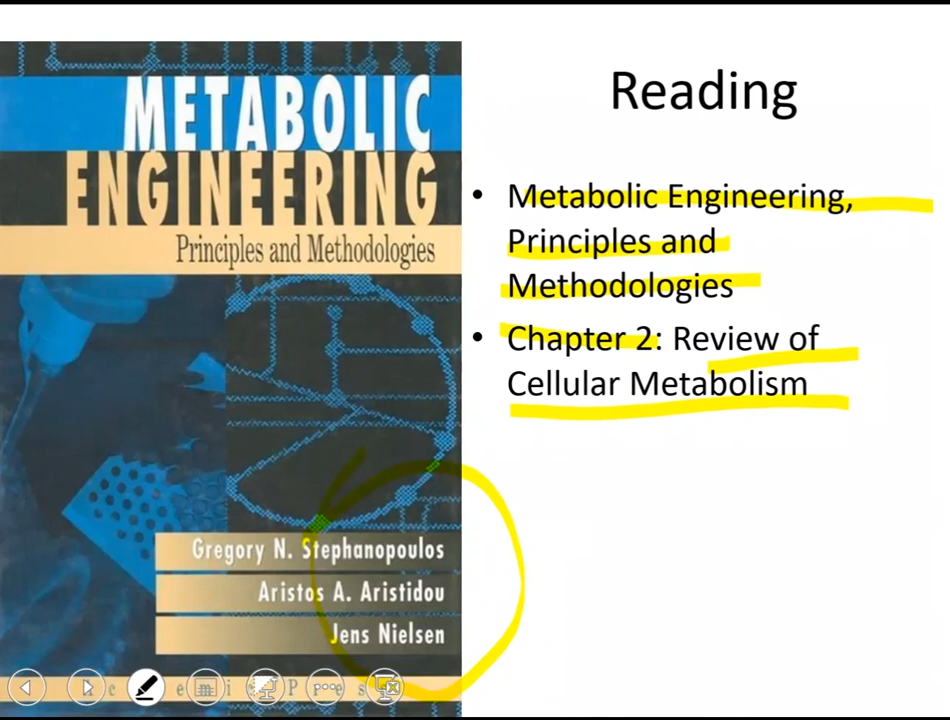 METABOLIC
ENGINEERING
Principles and Methodologies
Gregory N. Stephanopoulos
Aristos A. Aristidou
Jens Nielsen
Reading
• Metabolic Engineering,
Principles and
Methodologies
• Chapter 2: Review of
Cellular Metabolism